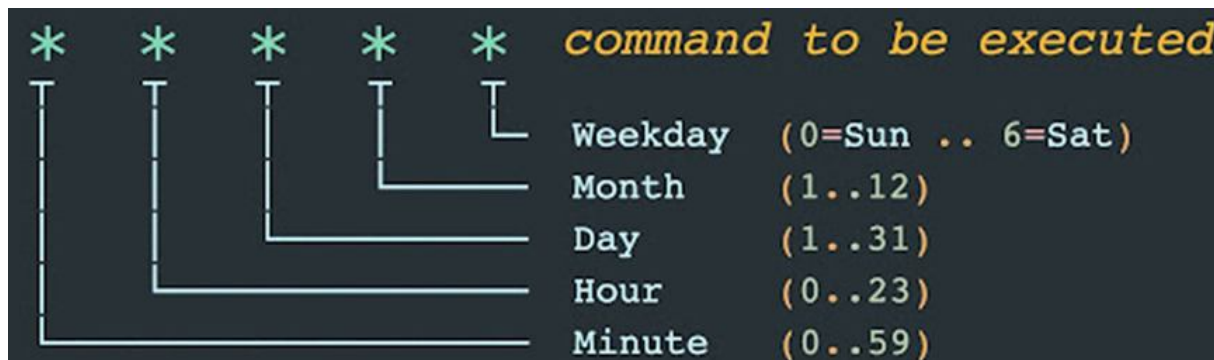 * * * * * command to be executed
Weekday (0=Sun .. 6=Sat)
Month (1..12)
Day (1..31)
Hour (0..23)
Minute (0..59)